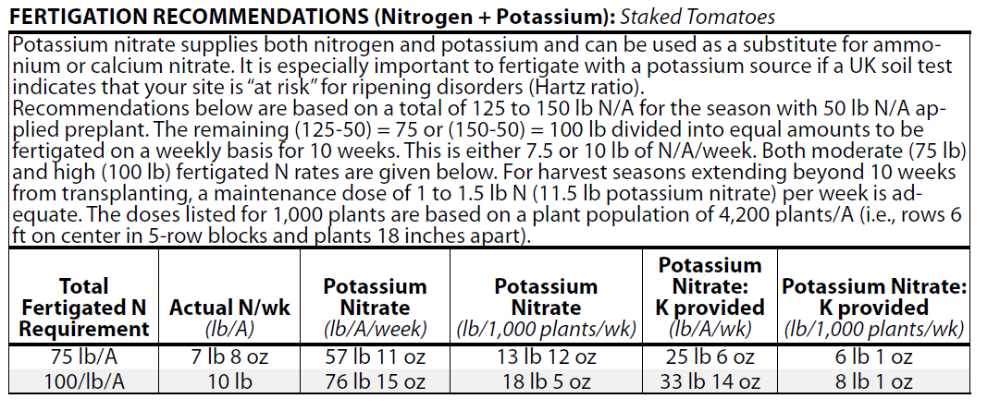 FERTIGATION RECOMMENDATIONS (Nitrogen + Potassium): Staked Tomatoes
Potassium nitrate supplies both nitrogen and potassium and can be used as a substitute for ammo-
nium or calcium nitrate. It is especially important to fertigate with a potassium source if a UK soil test
indicates that your site is “at risk” for ripening disorders (Hartz ratio).
Recommendations below are based on a total of 125 to 150 lb N/A for the season with 50 lb N/A ap-
plied preplant. The remaining (125-50) = 75 or (150-50) = 100 lb divided into equal amounts to be
fertigated on a weekly basis for 10 weeks. This is either 7.5 or 10 lb of N/A/week. Both moderate (75 lb)
and high (100 lb) fertigated N rates are given below. For harvest seasons extending beyond 10 weeks
from transplanting, a maintenance dose of 1 to 1.5 lb N (11.5 lb potassium nitrate) per week is ad-
equate. The doses listed for 1,000 plants are based on a plant population of 4,200 plants/A (i.e., rows 6
ft on center in 5-row blocks and plants 18 inches apart).
Total
Fertigated N
Requirement
Actual N/wk
(lb/A)
Potassium
Nitrate
(lb/A/week)
Potassium
Nitrate
(lb/1,000 plants/wk)
Potassium
Nitrate:
K provided
(lb/A/wk)
Potassium Nitrate:
K provided
(lb/1,000 plants/wk)
75 lb/A 7 lb 8 oz 57 lb 11 oz 13 lb 12 oz 25 lb 6 oz 6 lb 1 oz
100/lb/A 10 lb 76 lb 15 oz 18 lb 5 oz 33 lb 14 oz 8 lb 1 oz